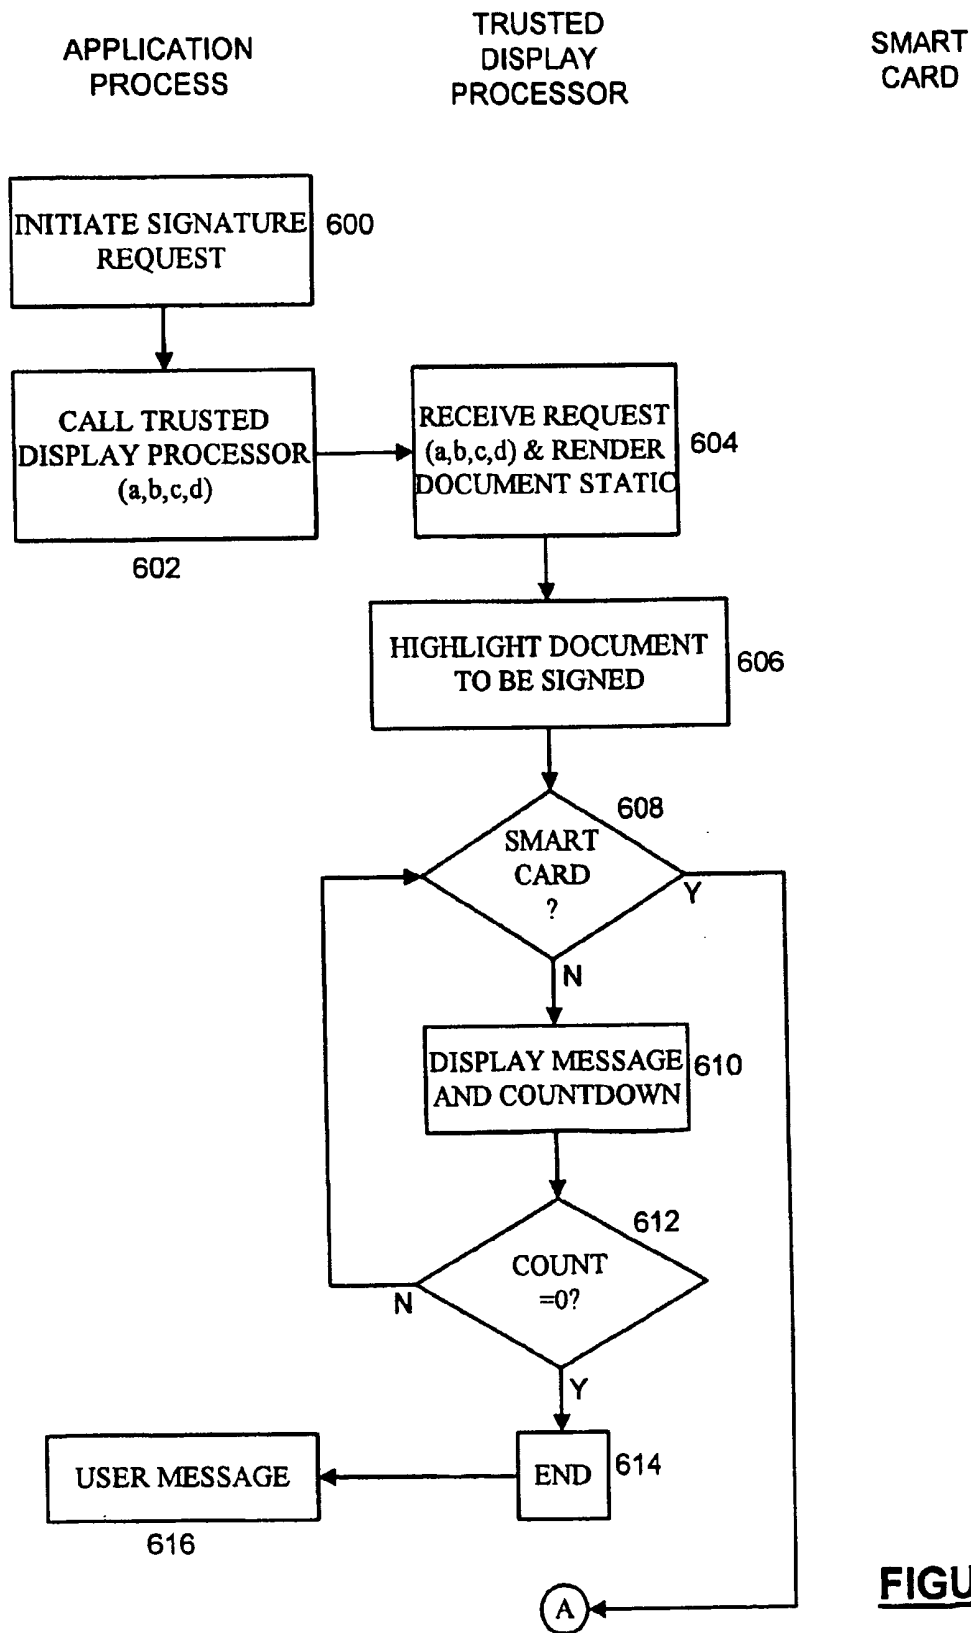 APPLICATION
PROCESS
TRUSTED
DISPLAY
PROCESSOR
SMART
CARD
INITIATE SIGNATURE
REQUEST
600
CALL TRUSTED
DISPLAY PROCESSOR
(a,b,c,d)
602
RECEIVE REQUEST
(a,b,c,d) & RENDER
DOCUMENT STATIC
604
HIGHLIGHT DOCUMENT
TO BE SIGNED
606
608
SMART
CARD
?
Y
N
DISPLAY MESSAGE
AND COUNTDOWN
610
612
COUNT
=0?
N
Y
END
614
USER MESSAGE
616
A
FIGU